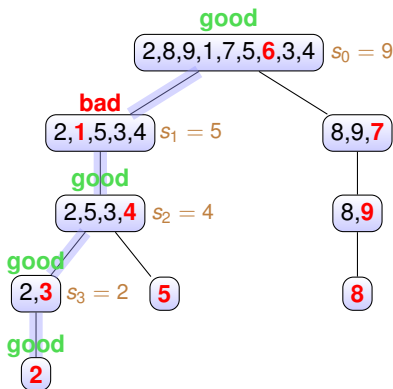 good
2,8,9,1,7,5,6,3,4 s₀ = 9
bad
2,1,5,3,4 s₁ = 5
8,9,7
good
2,5,3,4 s₂ = 4
8,9
good
2,3 s₃ = 2
5
8
good
2